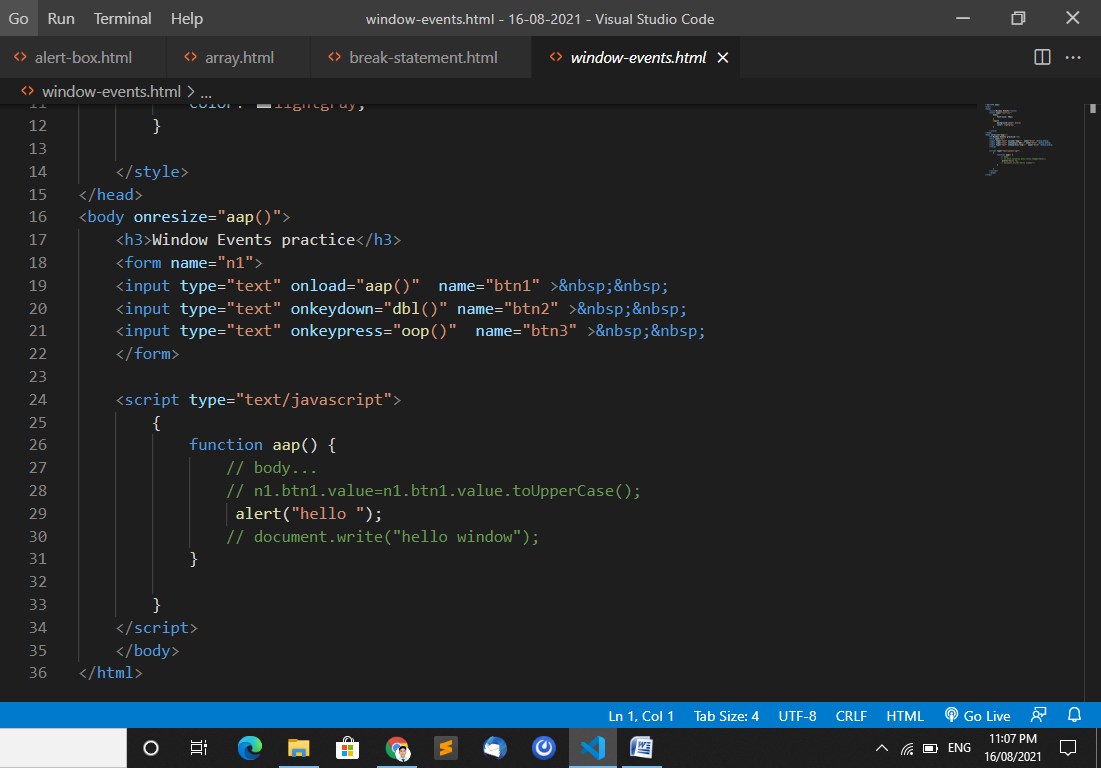 Go Run Terminal Help window-events.html - 16-08-2021 - Visual Studio Code
alert-box.html array.html break-statement.html window-events.html
window-events.html > ...
11 color: lightgray;
12 }
13
14 </style>
15 </head>
16 <body onresize="aap()">
17 <h3>Window Events practice</h3>
18 <form name="n1">
19 <input type="text" onload="aap()"  name="btn1" >&nbsp;&nbsp;
20 <input type="text" onkeydown="dbl()" name="btn2" >&nbsp;&nbsp;
21 <input type="text" onkeypress="oop()"  name="btn3" >&nbsp;&nbsp;
22 </form>
23
24 <script type="text/javascript">
25 {
26 function aap() {
27 // body...
28 // n1.btn1.value=n1.btn1.value.toUpperCase();
29 alert("hello ");
30 // document.write("hello window");
31 }
32
33 }
34 </script>
35 </body>
36 </html>
Ln 1, Col 1 Tab Size: 4 UTF-8 CRLF HTML Go Live
ENG 11:07 PM
16/08/2021